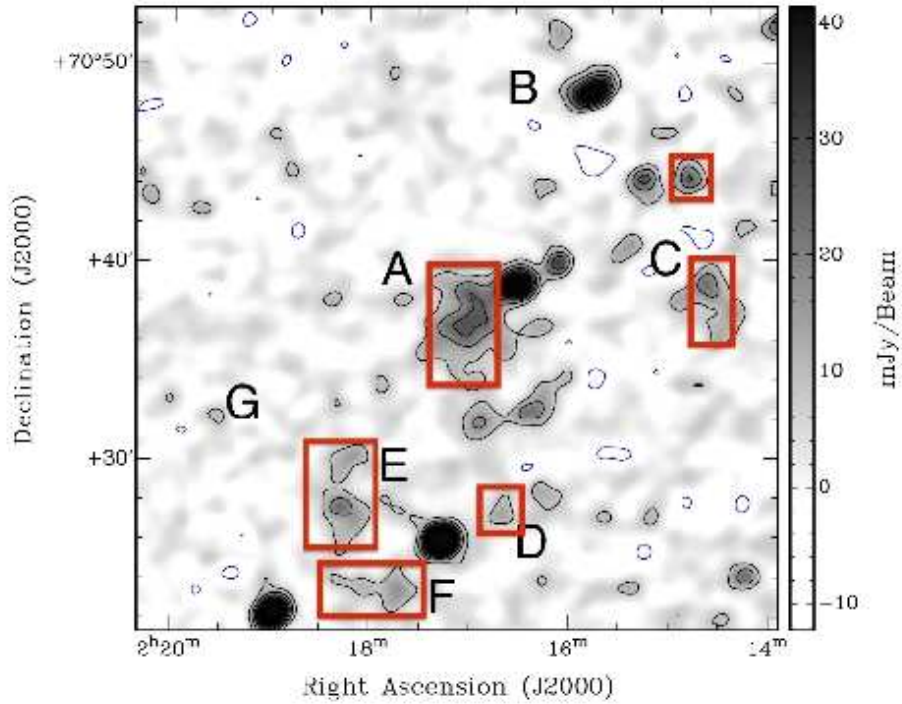 B
+70°50'
+40'
+30'
A
C
G
E
D
F
2ʰ20ᵐ
18ᵐ
16ᵐ
14ᵐ
Right Ascension (J2000)
Declination (J2000)
40
30
20
10
0
−10
mJy/Beam